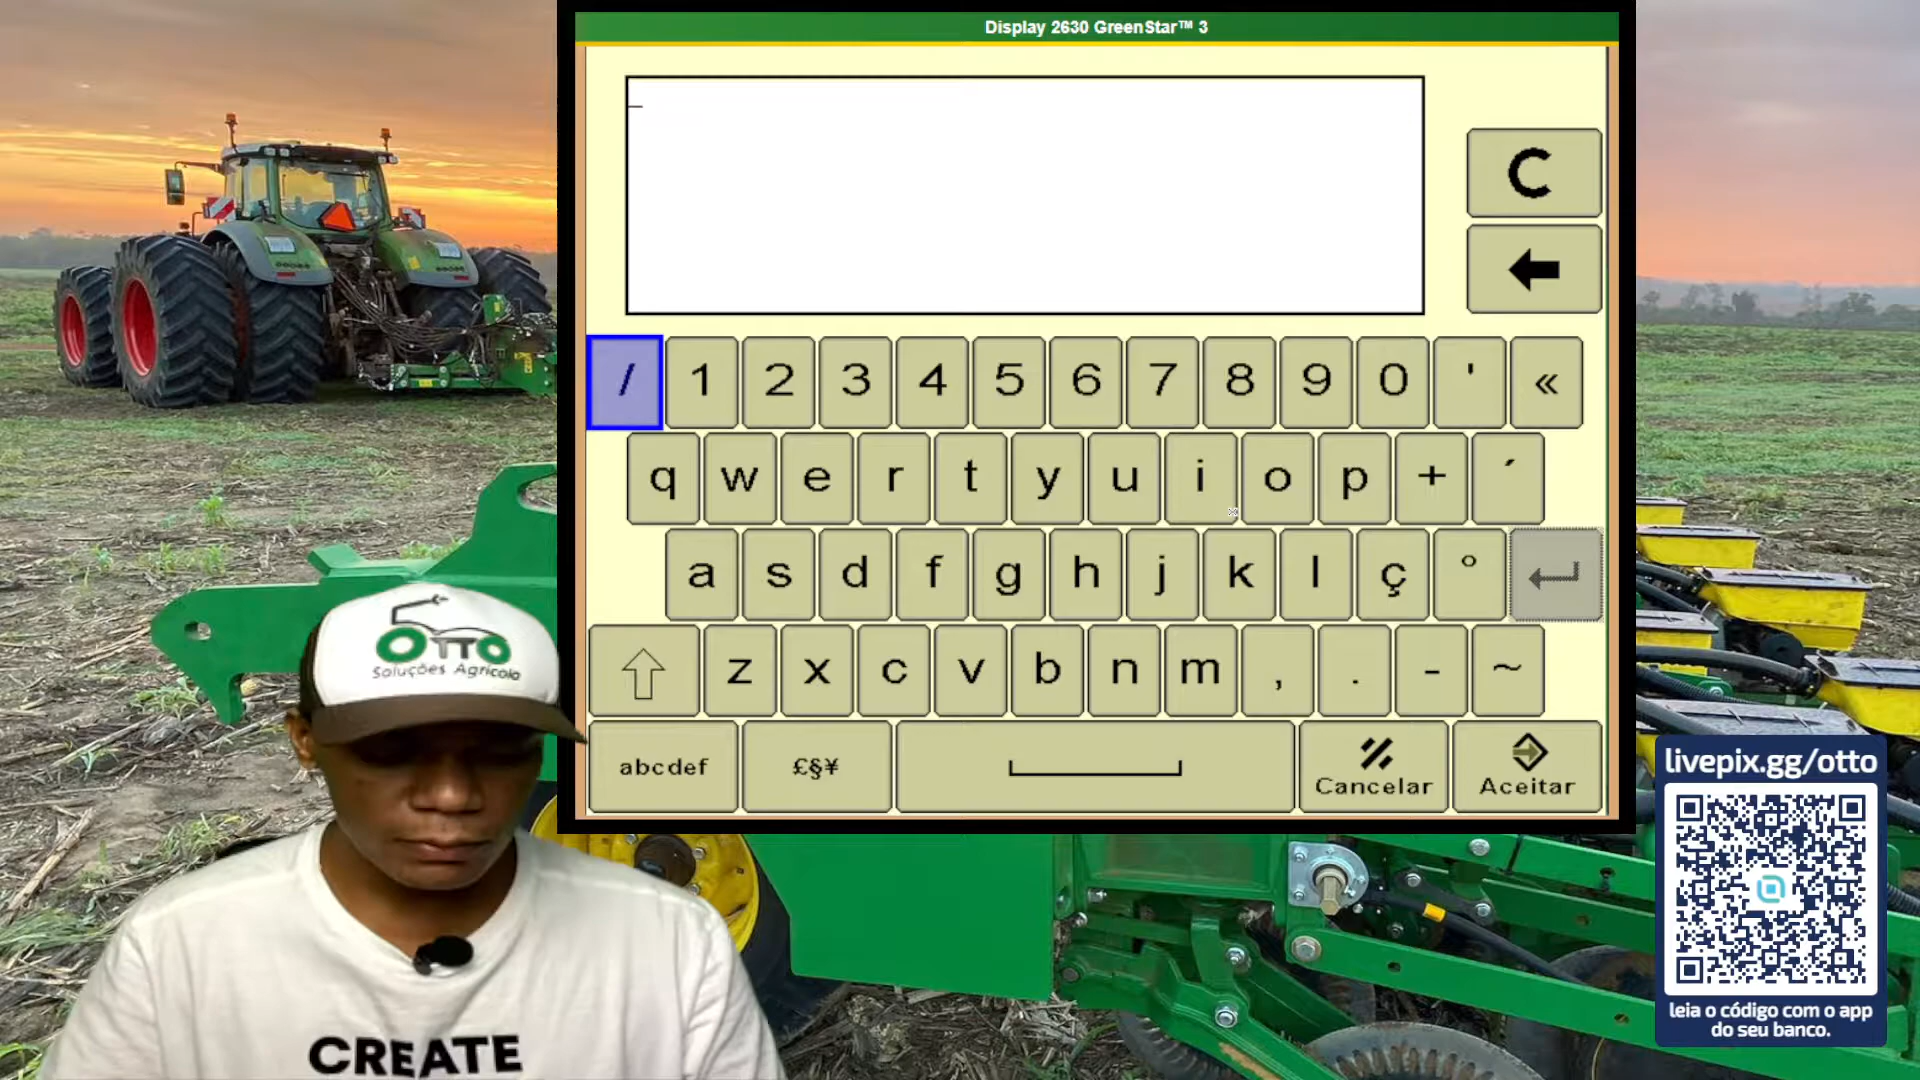 Display 2630 GreenStar™ 3
C
/ 1 2 3 4 5 6 7 8 9 0 ' «
q w e r t y u i o p + ´
a s d f g h j k l ç º
z x c v b n m , . - ~
abcdef £§¥ Cancelar Aceitar
OTTO
Soluções Agrícola
CREATE
livepix.gg/otto
leia o código com o app
do seu banco.